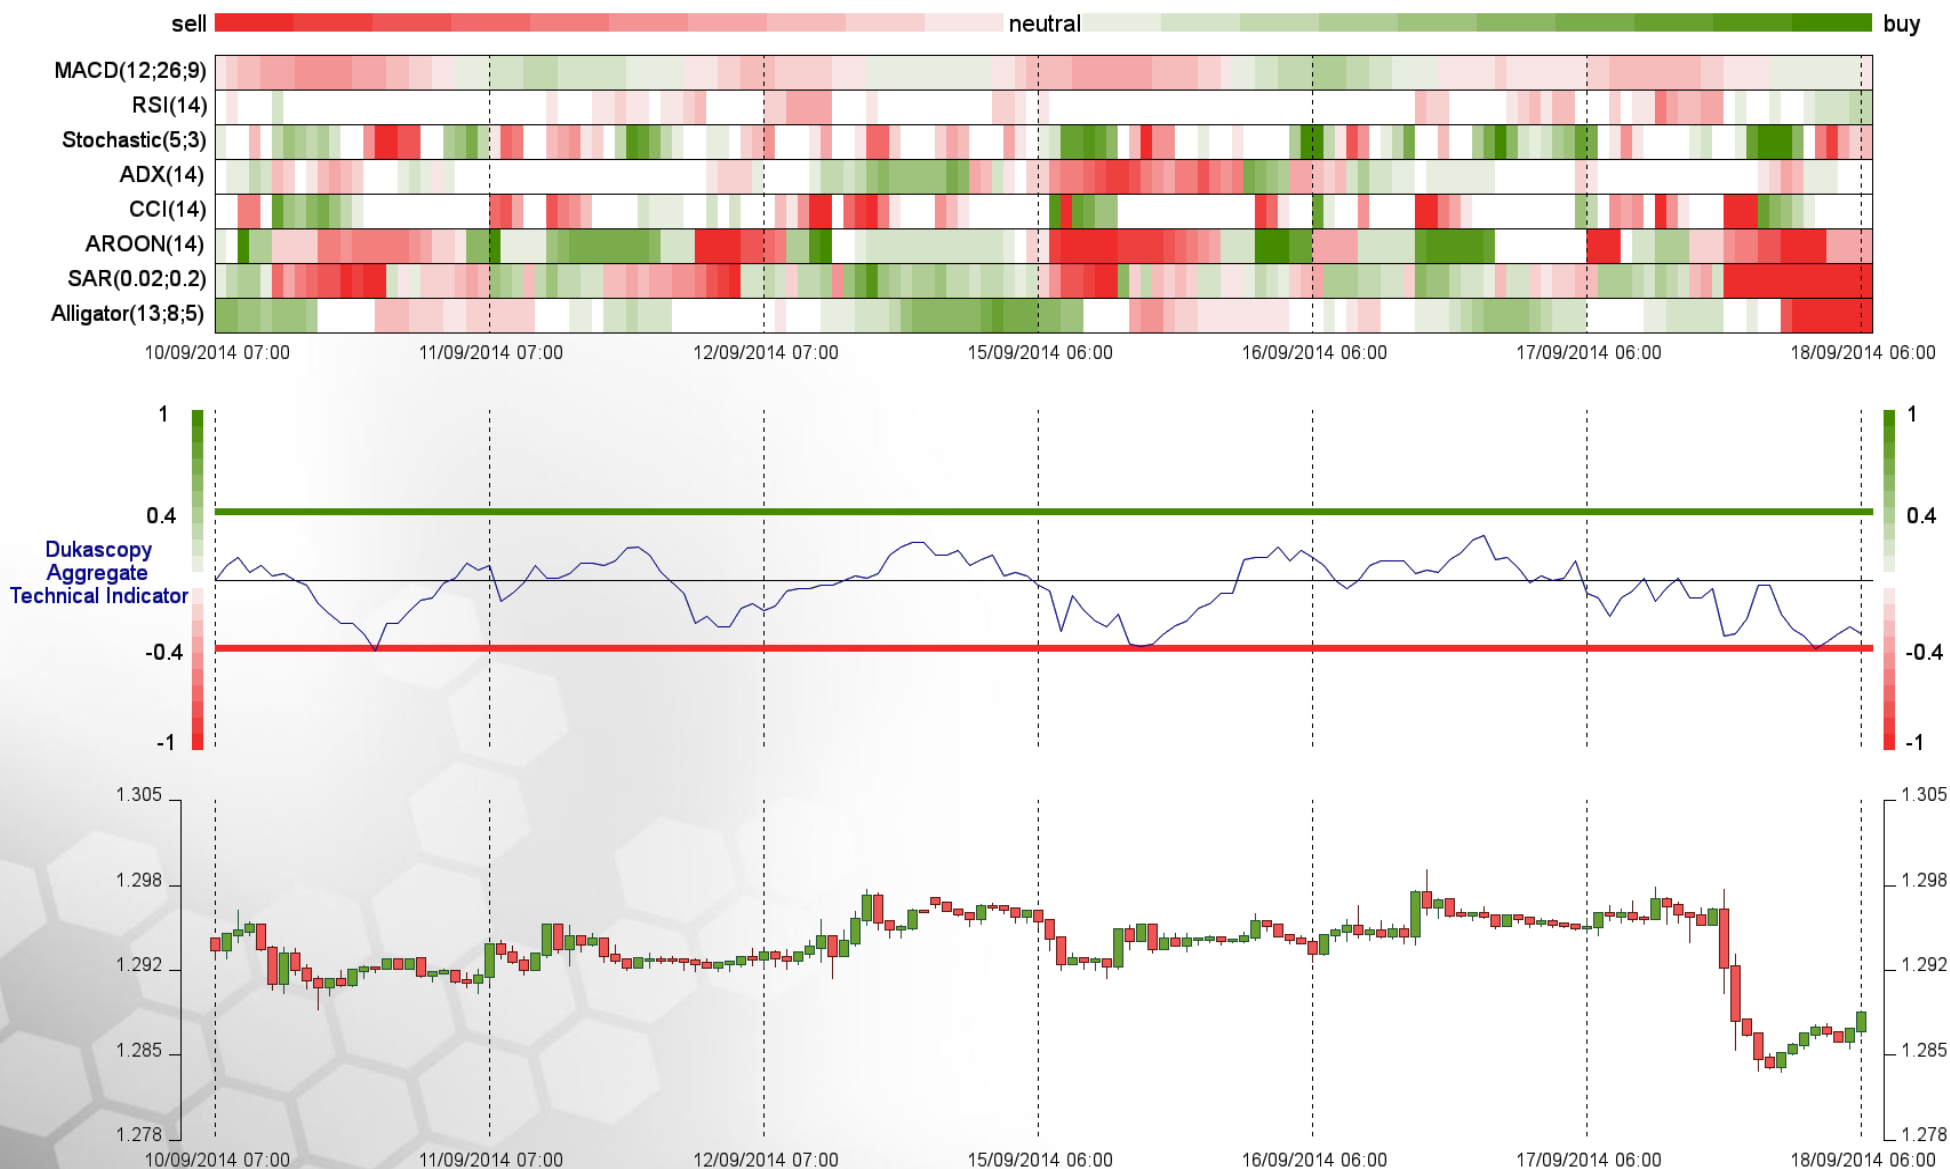 sell neutral buy
MACD(12;26;9)
RSI(14)
Stochastic(5;3)
ADX(14)
CCI(14)
AROON(14)
SAR(0.02;0.2)
Alligator(13;8;5)
10/09/2014 07:00 11/09/2014 07:00 12/09/2014 07:00 15/09/2014 06:00 16/09/2014 06:00 17/09/2014 06:00 18/09/2014 06:00
1 1
0.4 0.4
Dukascopy
Aggregate
Technical Indicator
-0.4 -0.4
-1 -1
1.305 1.305
1.298 1.298
1.292 1.292
1.285 1.285
1.278 1.278
10/09/2014 07:00 11/09/2014 07:00 12/09/2014 07:00 15/09/2014 06:00 16/09/2014 06:00 17/09/2014 06:00 18/09/2014 06:00